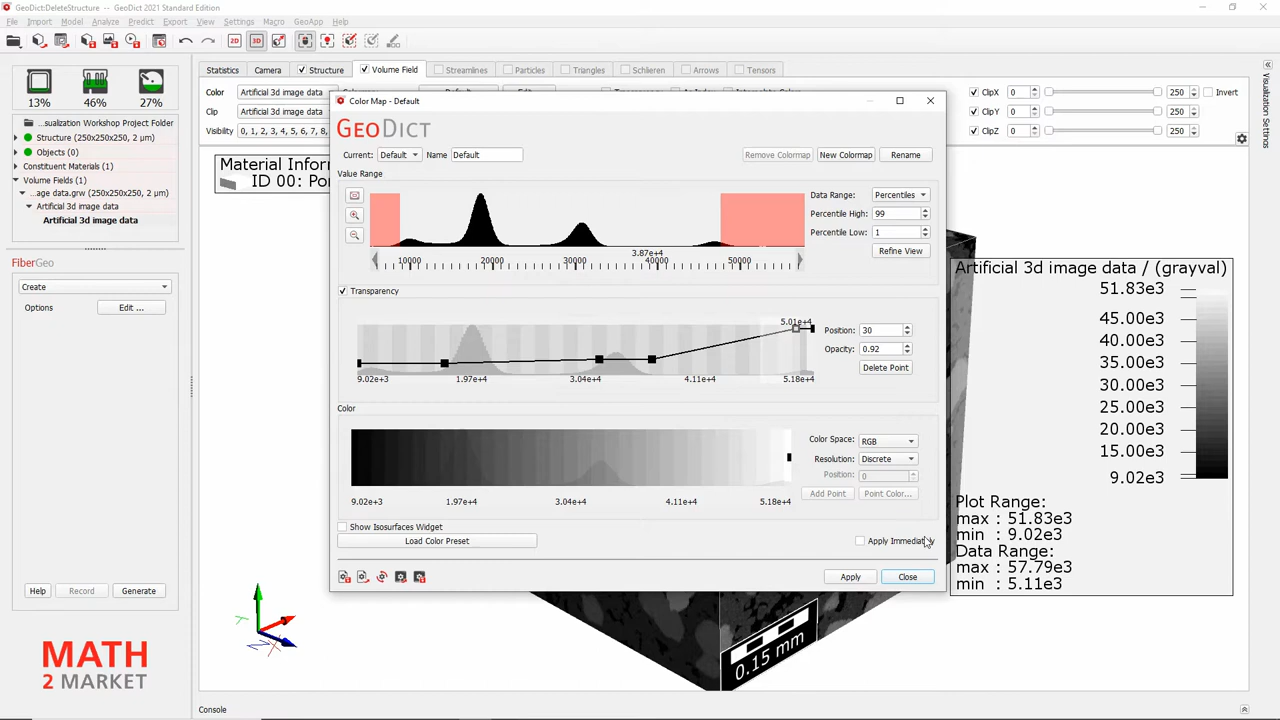 GeoDict:DeleteStructure -- GeoDict 2021 Standard Edition
File Import Model Analyze Predict Export View Settings Macro GeoApp Help
2D 3D
13% 46% 27%
Statistics Camera Structure Volume Field Streamlines Particles Triangles Schlieren Arrows Tensors
Color Artificial 3d image data
Clip Artificial 3d image data
Visibility 0, 1, 2, 3, 4, 5, 6, 7, 8,
ClipX 0 250 Invert
ClipY 0 250
ClipZ 0 250
Visualization Settings
...sualization Workshop Project Folder
Structure (250x250x250, 2 µm)
Objects (0)
Constituent Materials (1)
Volume Fields (1)
...age data.grw (250x250x250, 2 µm)
Artificial 3d image data
Artificial 3d image data
FiberGeo
Create
Options Edit ...
Help Record Generate
MATH
2 MARKET
Material Infor
ID 00: Por
Color Map - Default
GEODICT
Current: Default Name Default Remove Colormap New Colormap Rename
Value Range
Data Range: Percentiles
Percentile High: 99
Percentile Low: 1
Refine View
3.87e+4
10000 20000 30000 40000 50000
Transparency
5.01e+4
Position: 30
Opacity: 0.92
Delete Point
9.02e+3 1.97e+4 3.04e+4 4.11e+4 5.18e+4
Color
Color Space: RGB
Resolution: Discrete
Position: 0
Add Point Point Color...
9.02e+3 1.97e+4 3.04e+4 4.11e+4 5.18e+4
Show Isosurfaces Widget
Load Color Preset
Apply Immediately
Apply Close
Artificial 3d image data / (grayval)
51.83e3
45.00e3
40.00e3
35.00e3
30.00e3
25.00e3
20.00e3
15.00e3
9.02e3
Plot Range:
max : 51.83e3
min : 9.02e3
Data Range:
max : 57.79e3
min : 5.11e3
0.15 mm
Console